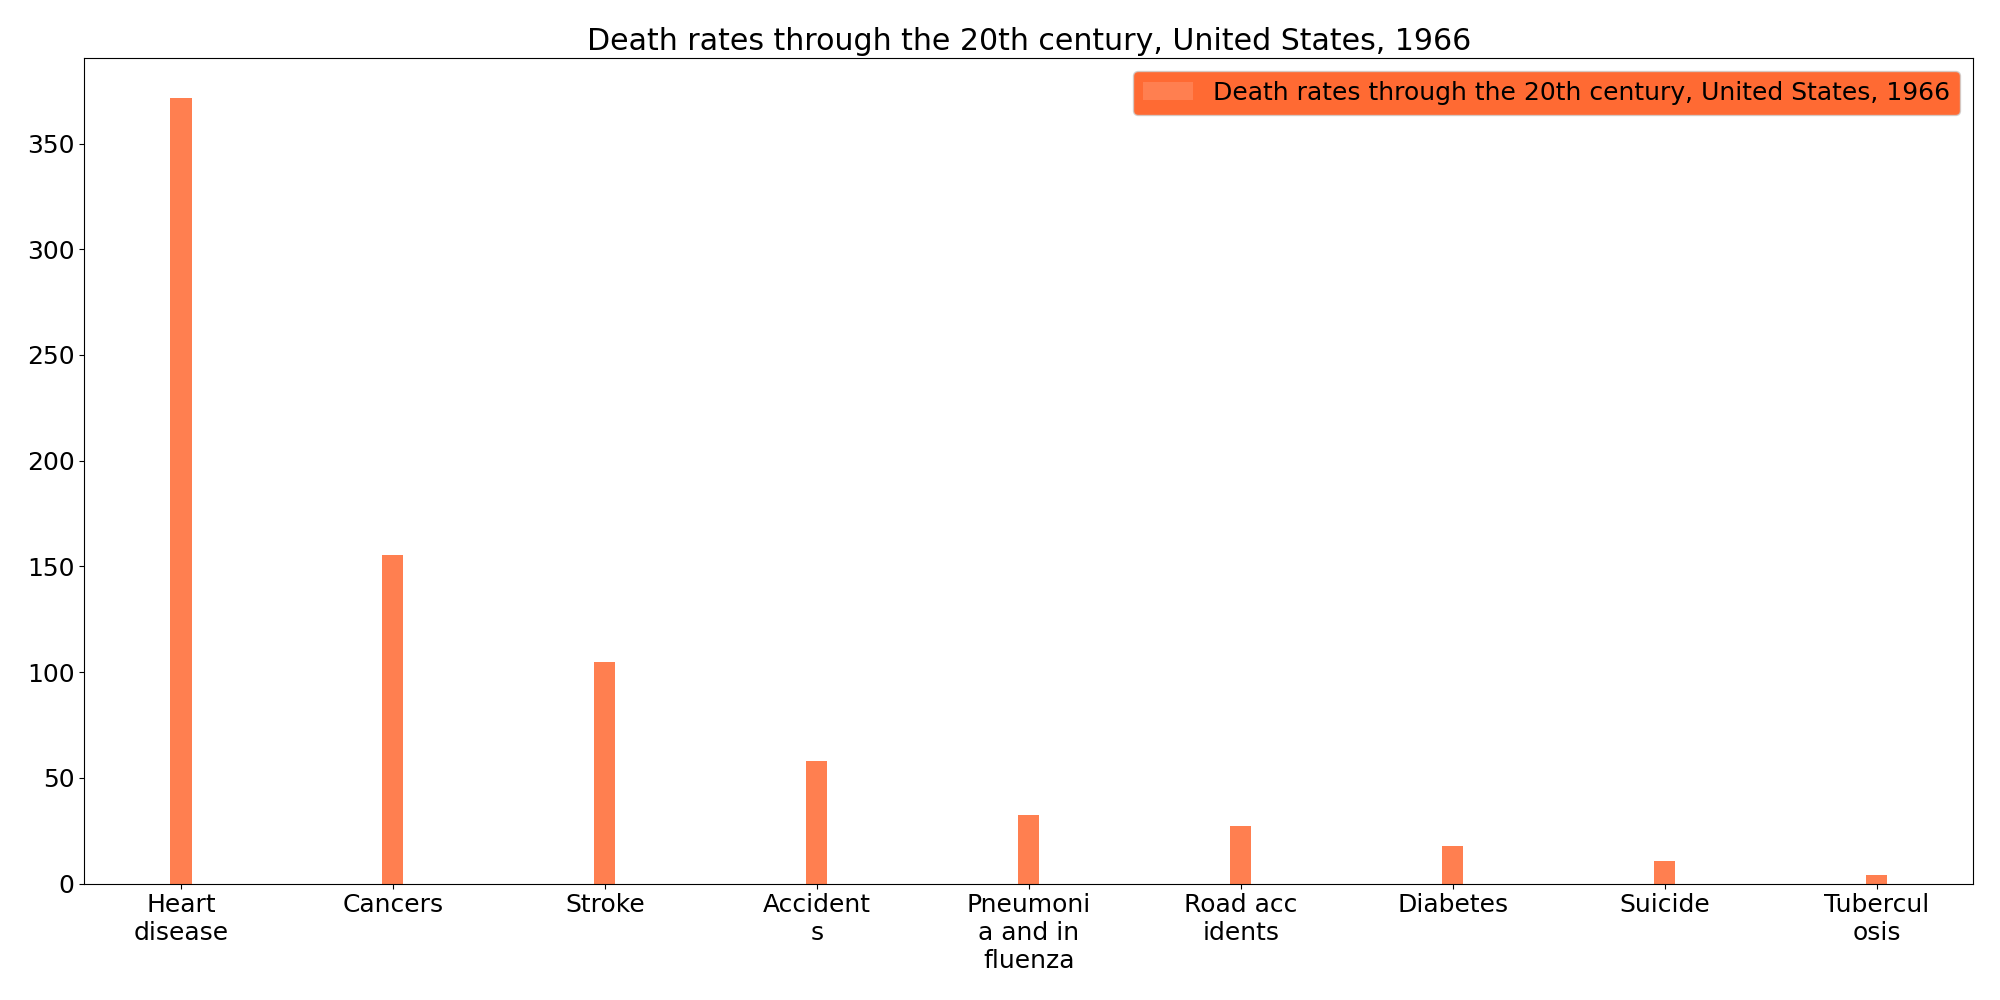 Death rates through the 20th century, United States, 1966
Death rates through the 20th century, United States, 1966
350
300
250
200
150
100
50
0
Heart
disease
Cancers
Stroke
Accident
s
Pneumoni
a and in
fluenza
Road acc
idents
Diabetes
Suicide
Tubercul
osis